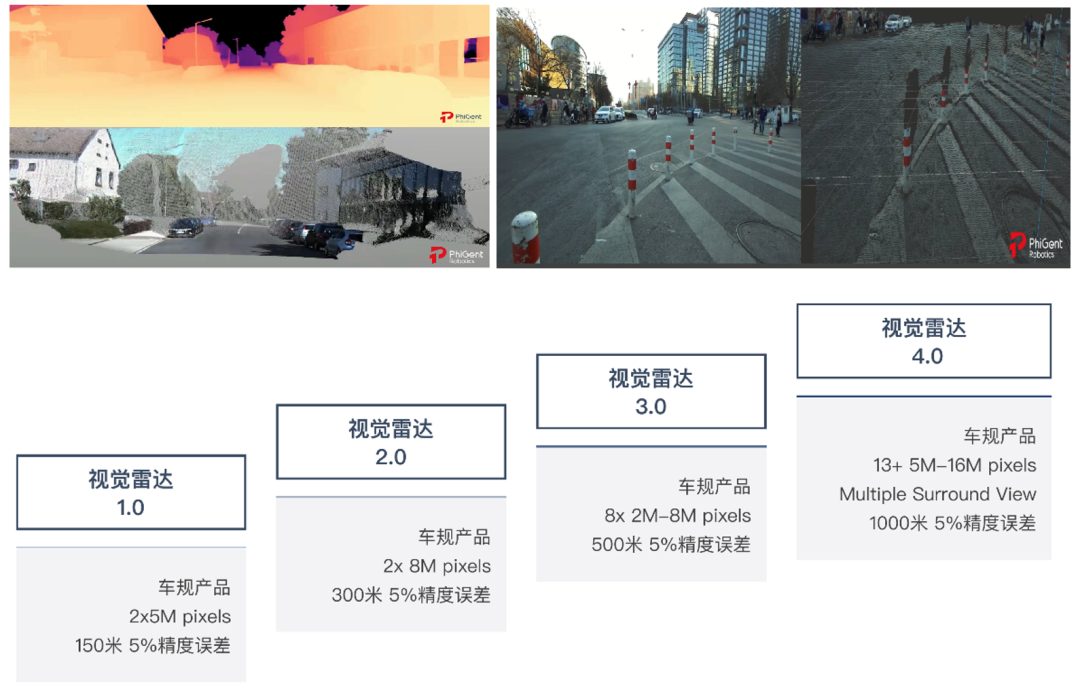 PhiGent
Robotics
PhiGent
Robotics
PhiGent
Robotics
视觉雷达
1.0
车规产品
2x5M pixels
150米 5%精度误差
视觉雷达
2.0
车规产品
2x 8M pixels
300米 5%精度误差
视觉雷达
3.0
车规产品
8x 2M–8M pixels
500米 5%精度误差
视觉雷达
4.0
车规产品
13+ 5M–16M pixels
Multiple Surround View
1000米 5%精度误差